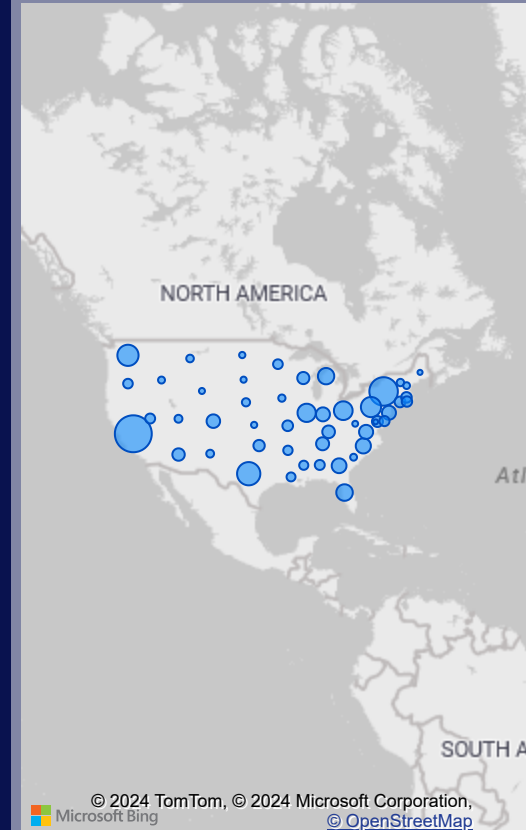 NORTH AMERICA
Atl
SOUTH A
© 2024 TomTom, © 2024 Microsoft Corporation,
Microsoft Bing
© OpenStreetMap